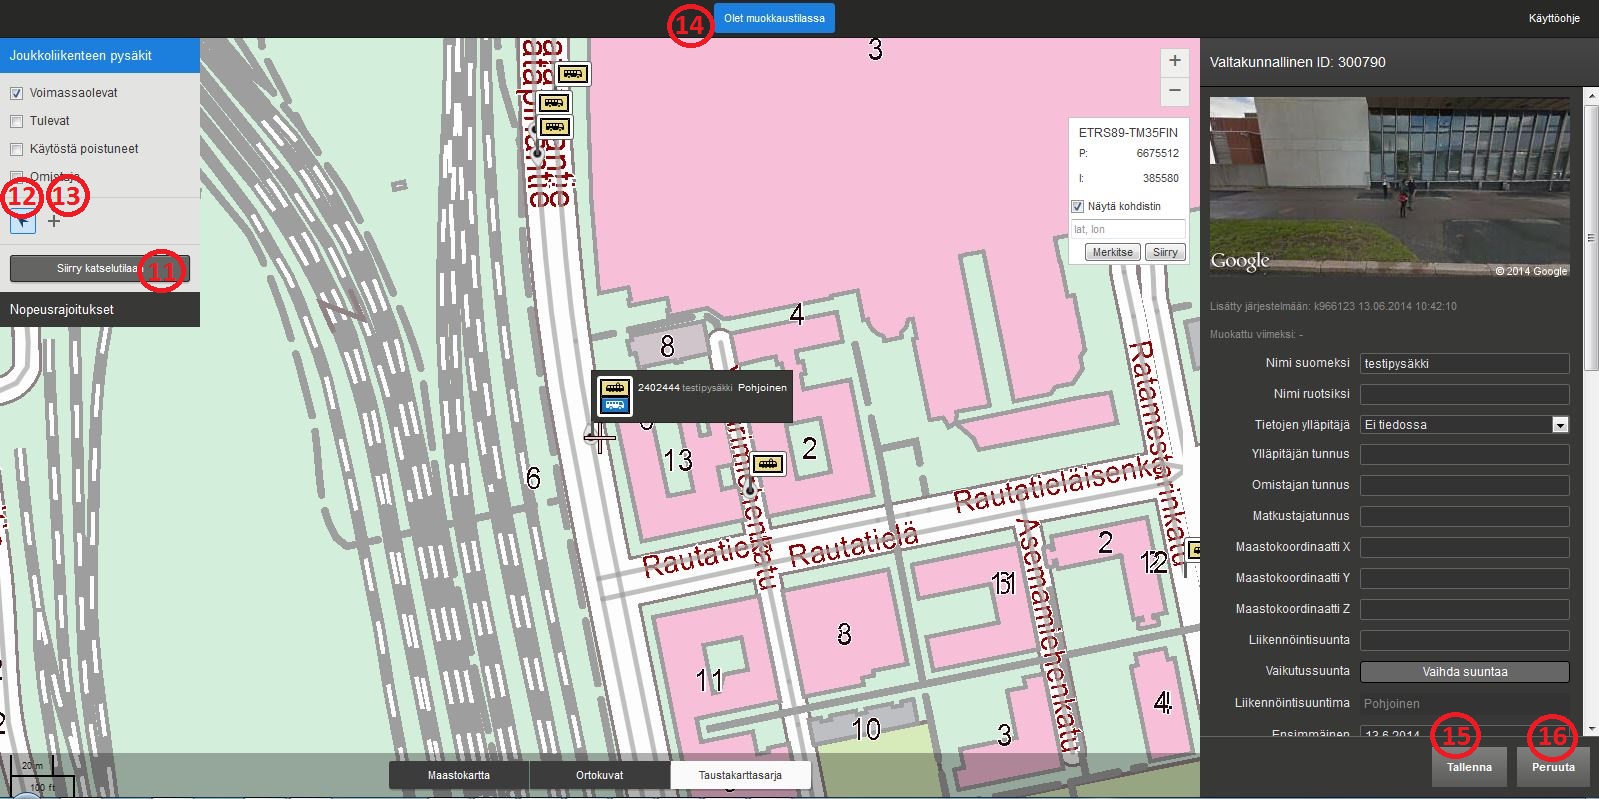 14
Olet muokkaustilassa
Käyttöohje
Joukkoliikenteen pysäkit
Voimassaolevat
Tulevat
Käytöstä poistuneet
Omistaja
12
13
Siirry katselutilaan
11
Nopeusrajoitukset
3
ETRS89-TM35FIN
P: 6675512
I: 385580
Näytä kohdistin
lat, lon
Merkitse
Siirry
4
8
2402444 testipysäkki Pohjoinen
13
2
6
Rautatieläisenkatu
Rautatielä
Ratamestarinkatu
Asemamiehenkatu
2
12
8
11
3
4
10
20 m
100 ft
Maastokartta
Ortokuvat
Taustakarttasarja
Valtakunnallinen ID: 300790
Google
© 2014 Google
Lisätty järjestelmään: k966123 13.06.2014 10:42:10
Muokattu viimeksi: -
Nimi suomeksi
testipysäkki
Nimi ruotsiksi
Tietojen ylläpitäjä
Ei tiedossa
Ylläpitäjän tunnus
Omistajan tunnus
Matkustajatunnus
Maastokoordinaatti X
Maastokoordinaatti Y
Maastokoordinaatti Z
Liikennöintisuunta
Vaikutussuunta
Vaihda suuntaa
Liikennöintisuuntima
Pohjoinen
Ensimmäinen
13.6.2014
15
16
Tallenna
Peruuta